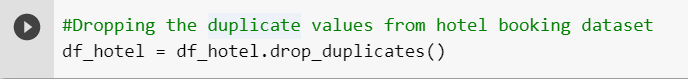 #Dropping the duplicate values from hotel booking dataset
df_hotel = df_hotel.drop_duplicates()